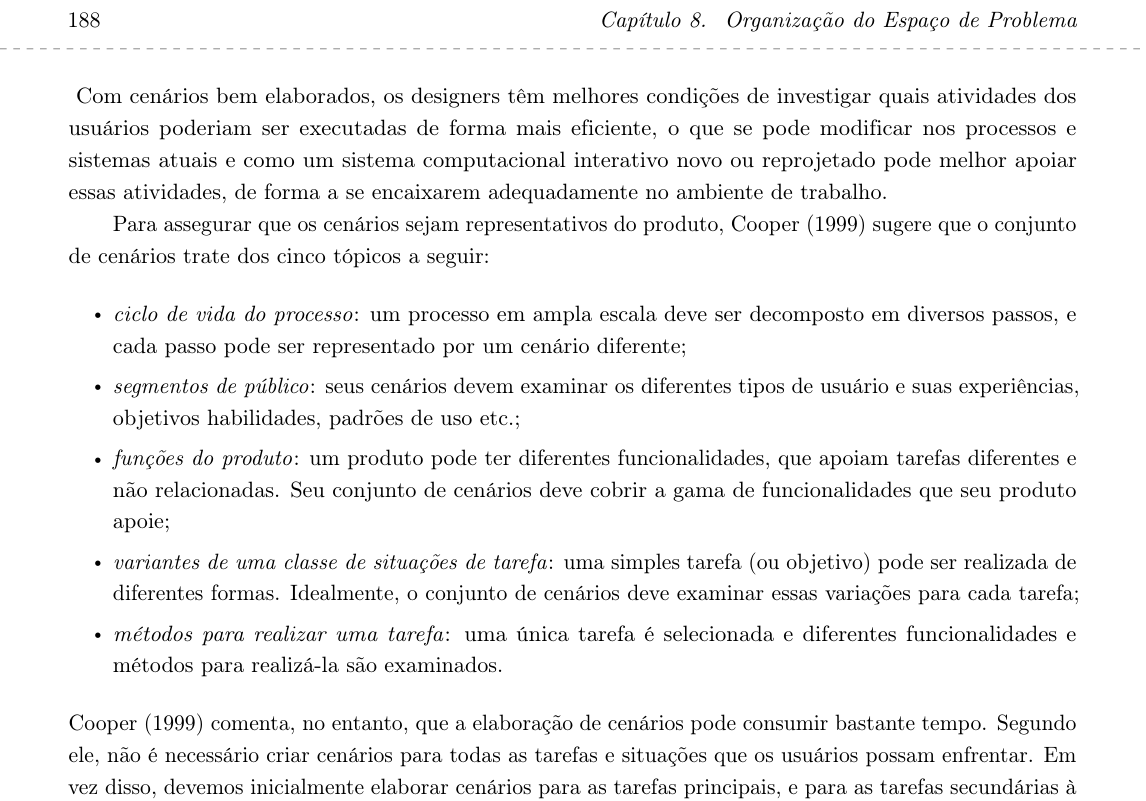 188 Capítulo 8. Organização do Espaço de Problema
Com cenários bem elaborados, os designers têm melhores condições de investigar quais atividades dos
usuários poderiam ser executadas de forma mais eficiente, o que se pode modificar nos processos e
sistemas atuais e como um sistema computacional interativo novo ou reprojetado pode melhor apoiar
essas atividades, de forma a se encaixarem adequadamente no ambiente de trabalho.
Para assegurar que os cenários sejam representativos do produto, Cooper (1999) sugere que o conjunto
de cenários trate dos cinco tópicos a seguir:
• ciclo de vida do processo: um processo em ampla escala deve ser decomposto em diversos passos, e
cada passo pode ser representado por um cenário diferente;
• segmentos de público: seus cenários devem examinar os diferentes tipos de usuário e suas experiências,
objetivos habilidades, padrões de uso etc.;
• funções do produto: um produto pode ter diferentes funcionalidades, que apoiam tarefas diferentes e
não relacionadas. Seu conjunto de cenários deve cobrir a gama de funcionalidades que seu produto
apoie;
• variantes de uma classe de situações de tarefa: uma simples tarefa (ou objetivo) pode ser realizada de
diferentes formas. Idealmente, o conjunto de cenários deve examinar essas variações para cada tarefa;
• métodos para realizar uma tarefa: uma única tarefa é selecionada e diferentes funcionalidades e
métodos para realizá-la são examinados.
Cooper (1999) comenta, no entanto, que a elaboração de cenários pode consumir bastante tempo. Segundo
ele, não é necessário criar cenários para todas as tarefas e situações que os usuários possam enfrentar. Em
vez disso, devemos inicialmente elaborar cenários para as tarefas principais, e para as tarefas secundárias à